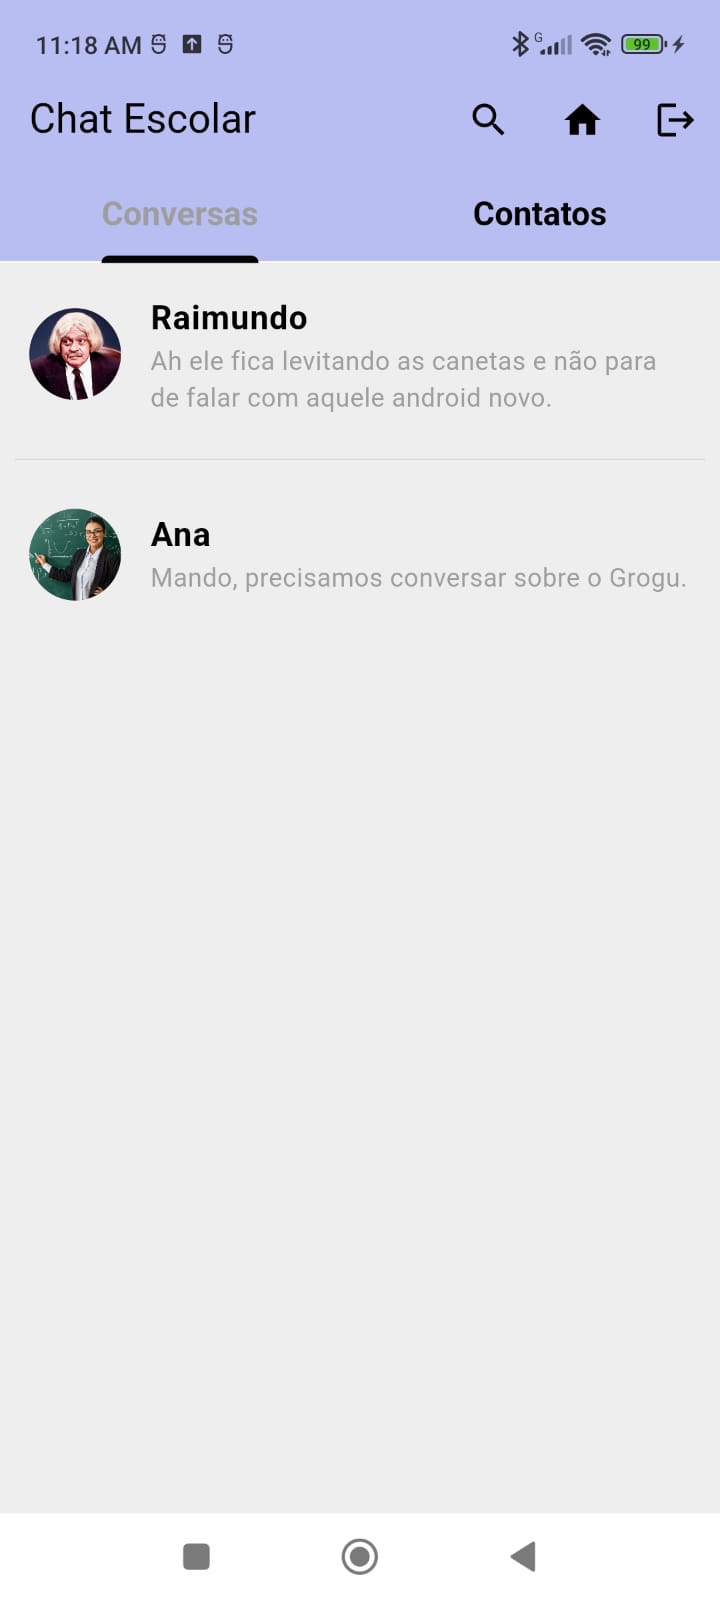 11:18 AM
G
99
Chat Escolar
Conversas
Contatos
Raimundo
Ah ele fica levitando as canetas e não para
de falar com aquele android novo.
Ana
Mando, precisamos conversar sobre o Grogu.